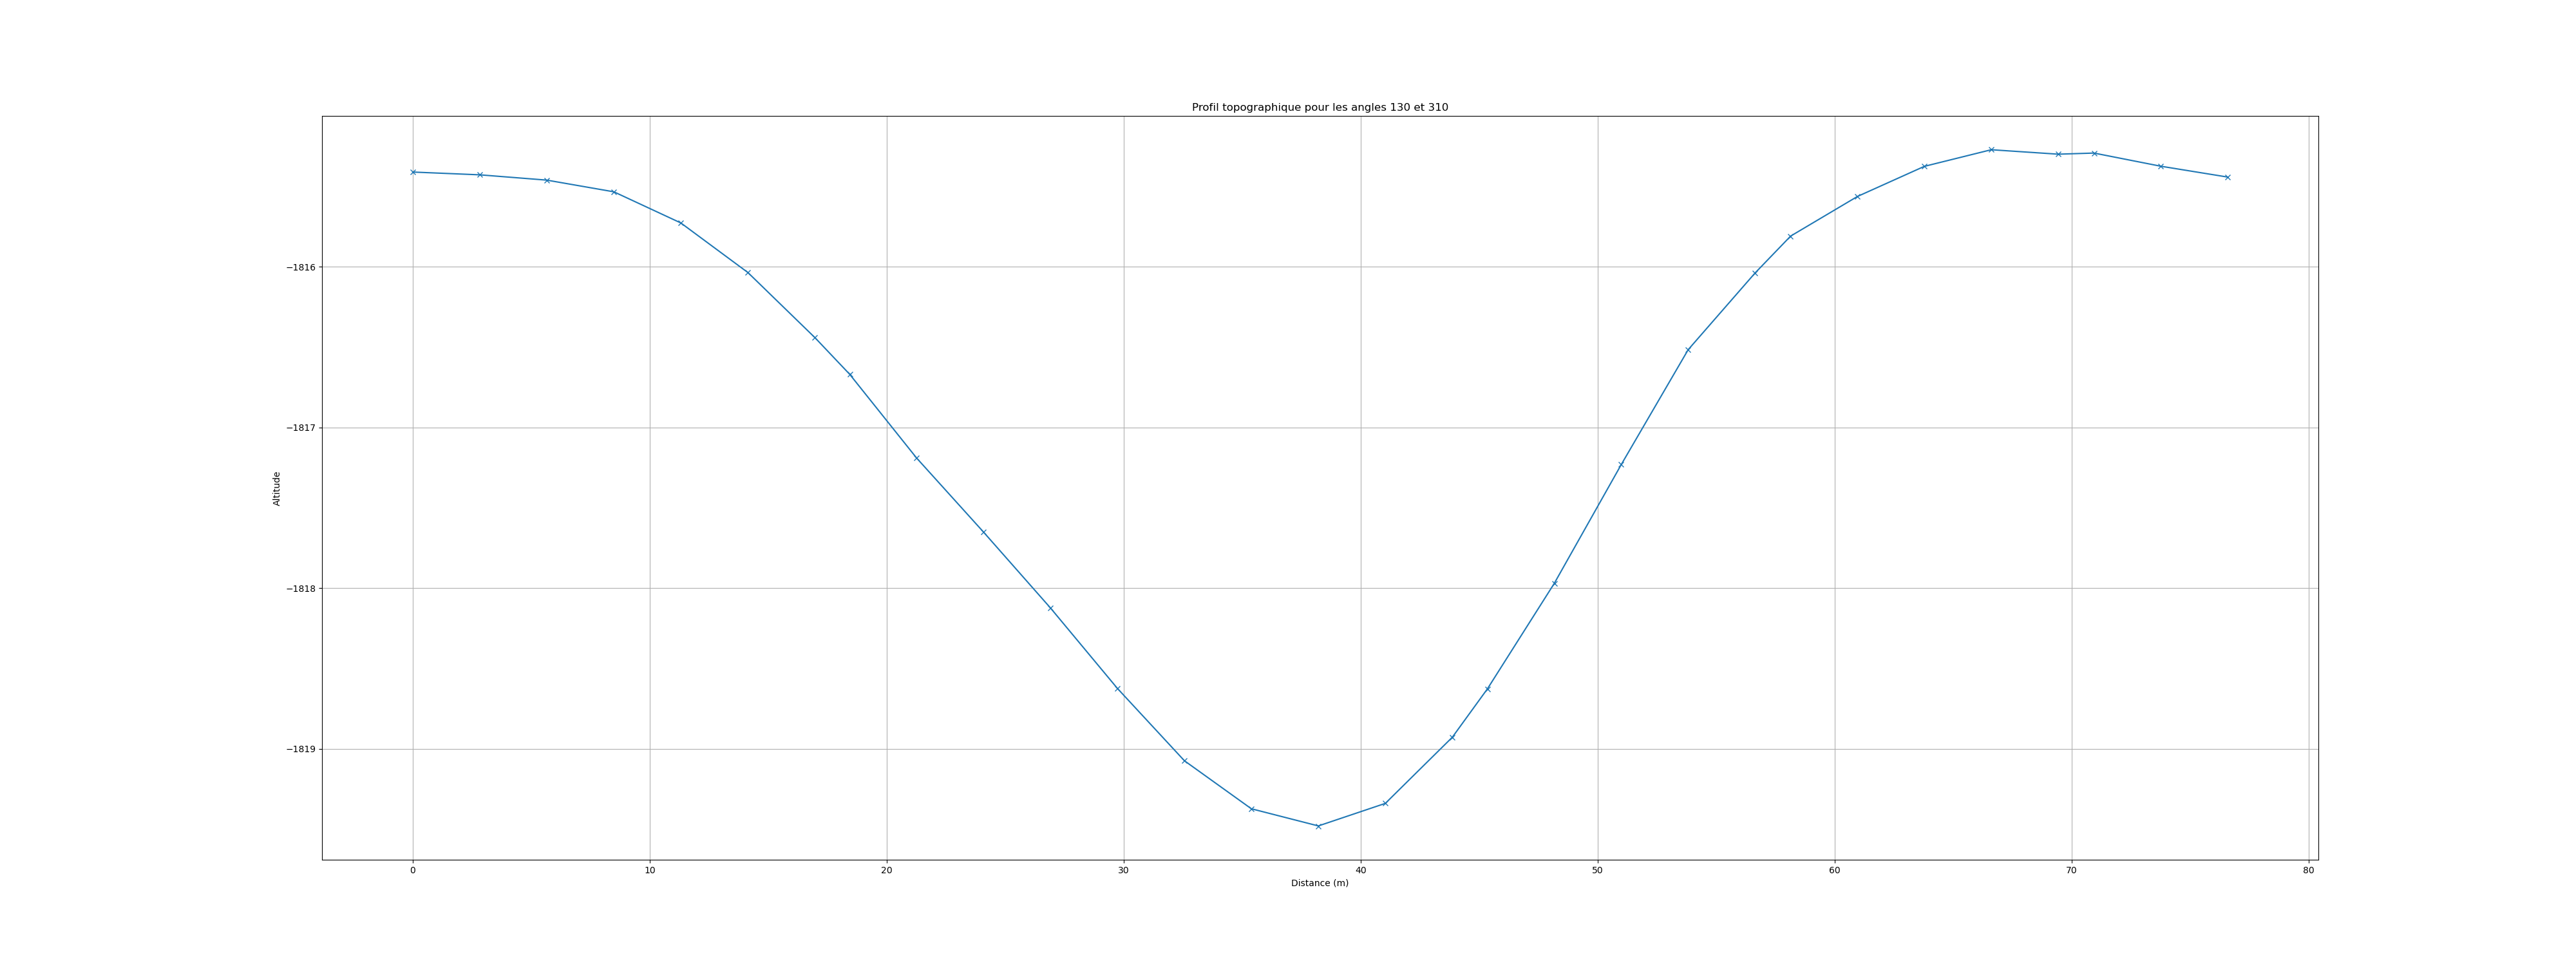 Profil topographique pour les angles 130 et 310
−1816
−1817
−1818
−1819
Altitude
0 10 20 30 40 50 60 70 80
Distance (m)